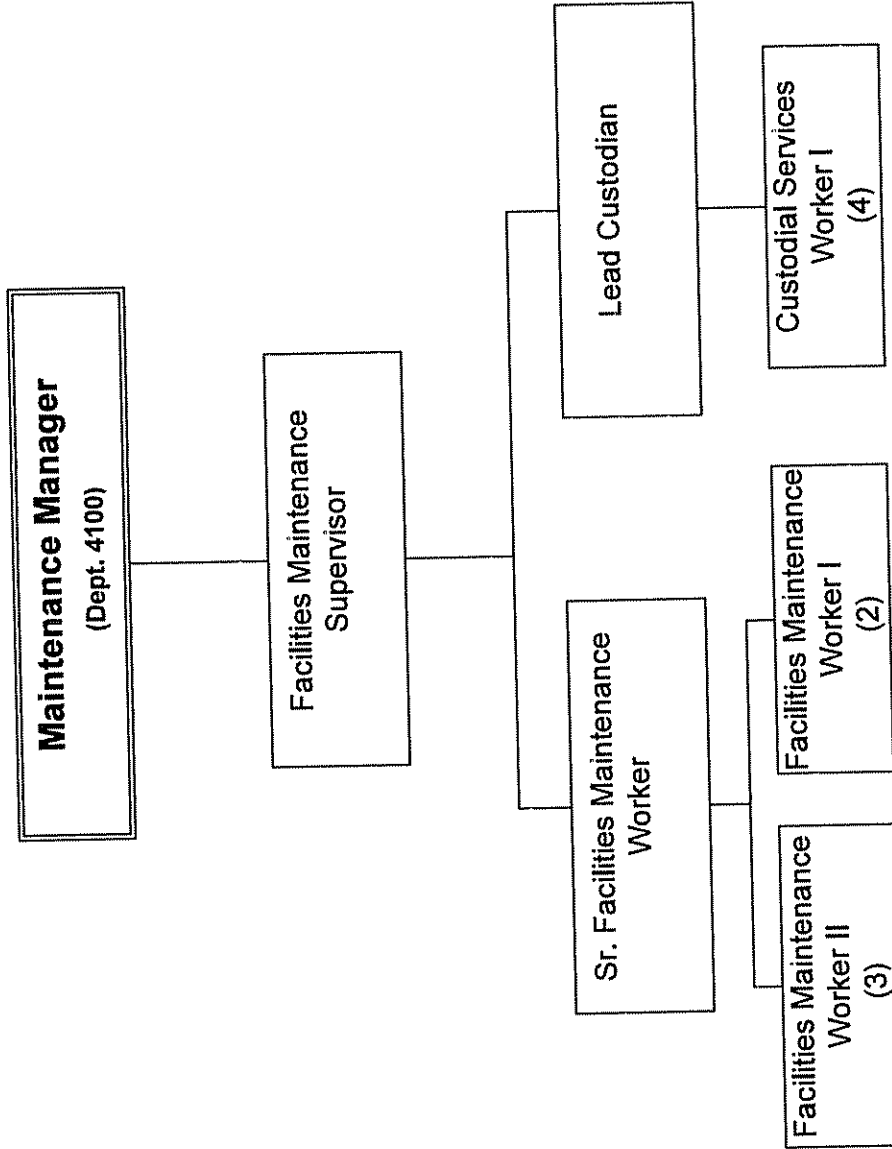 Maintenance Manager
(Dept. 4100)
Facilities Maintenance
Supervisor
Sr. Facilities Maintenance
Worker
Lead Custodian
Facilities Maintenance
Worker II
(3)
Facilities Maintenance
Worker I
(2)
Custodial Services
Worker I
(4)